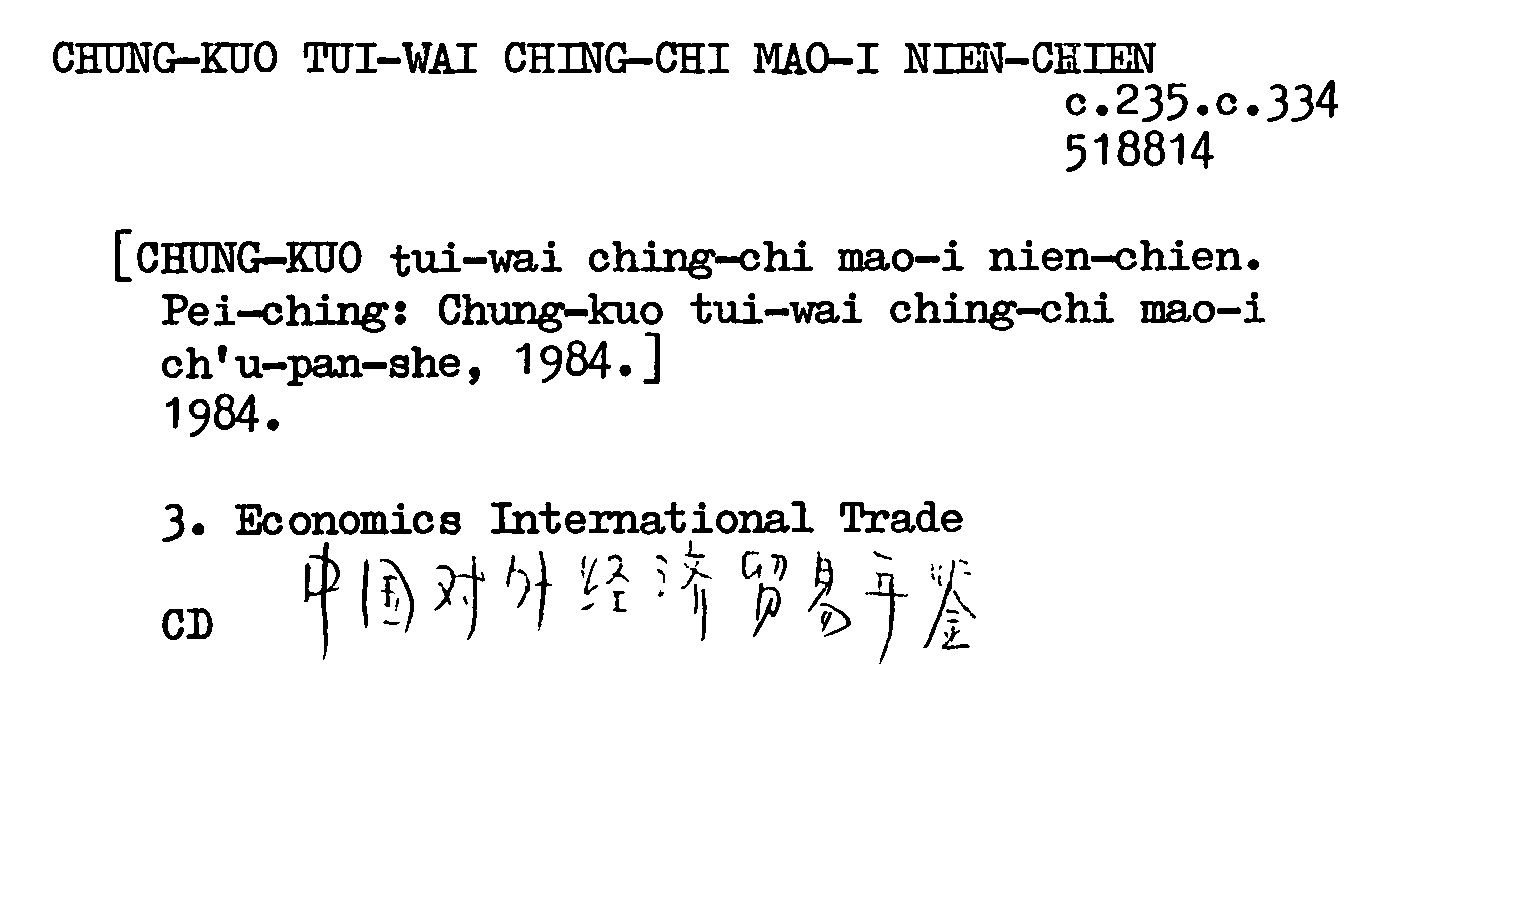 CHUNG-KUO TUI-WAI CHING-CHI MAO-I NIEN-CHIEN
c.235.c.334
518814
[CHUNG-KUO tui-wai ching-chi mao-i nien-chien.
Pei-ching: Chung-kuo tui-wai ching-chi mao-i
ch'u-pan-she, 1984.]
1984.
3. Economics International Trade
中国对外经济贸易年鉴
CD